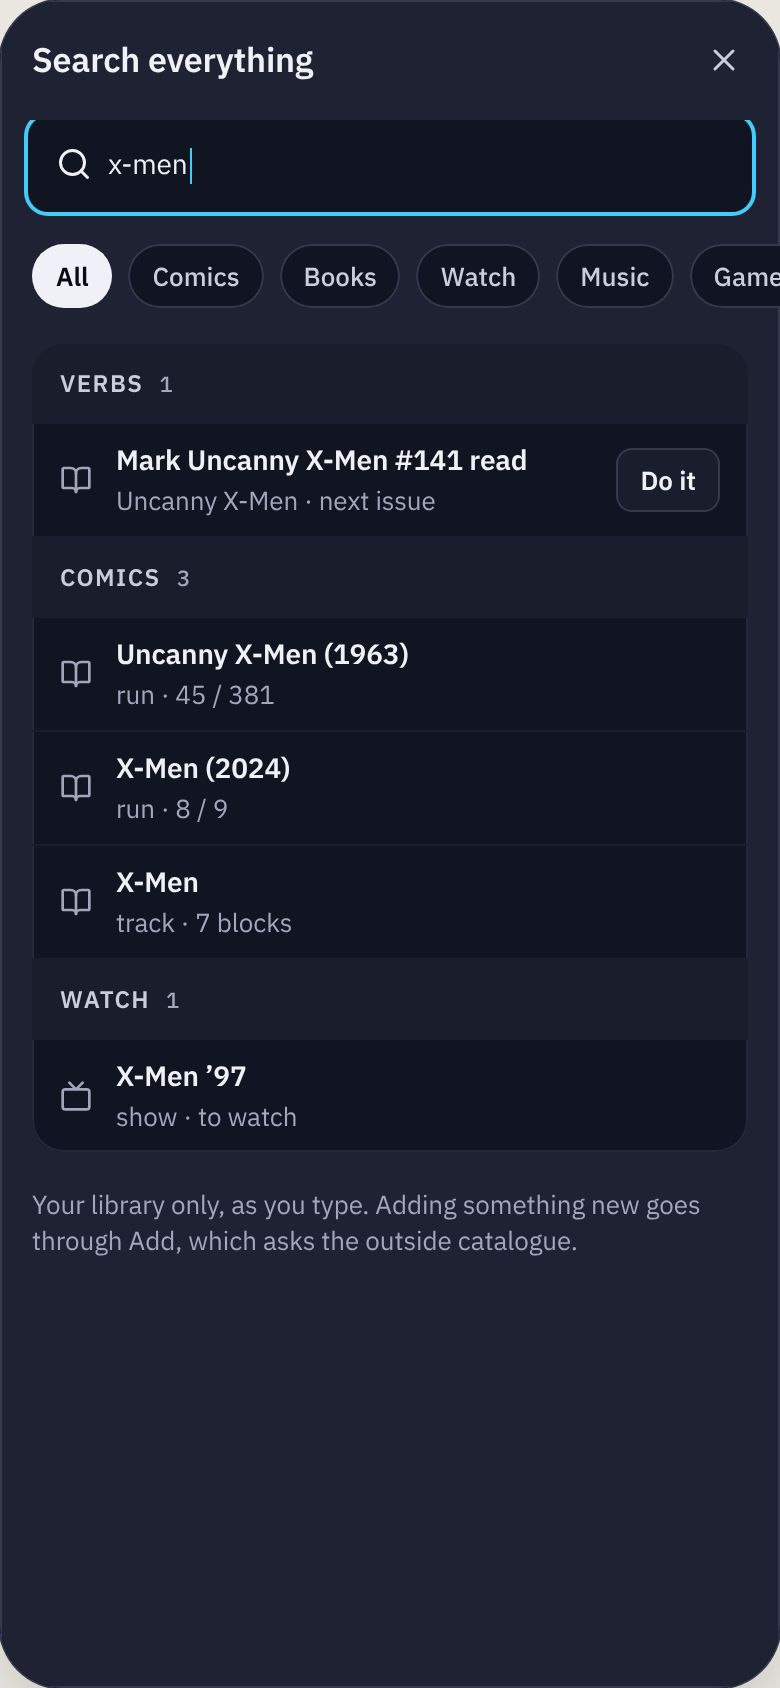 Search everything
x-men
All
Comics
Books
Watch
Music
Game
VERBS 1
Mark Uncanny X-Men #141 read
Uncanny X-Men · next issue
Do it
COMICS 3
Uncanny X-Men (1963)
run · 45 / 381
X-Men (2024)
run · 8 / 9
X-Men
track · 7 blocks
WATCH 1
X-Men ’97
show · to watch
Your library only, as you type. Adding something new goes
through Add, which asks the outside catalogue.